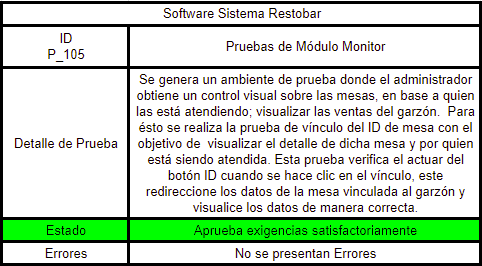 Software Sistema Restobar
ID
P_105
Pruebas de Módulo Monitor
Detalle de Prueba
Se genera un ambiente de prueba donde el administrador
obtiene un control visual sobre las mesas, en base a quien
las está atendiendo; visualizar las ventas del garzón. Para
ésto se realiza la prueba de vínculo del ID de mesa con el
objetivo de visualizar el detalle de dicha mesa y por quien
está siendo atendida. Esta prueba verifica el actuar del
botón ID cuando se hace clic en el vínculo, este
redireccione los datos de la mesa vinculada al garzón y
visualice los datos de manera correcta.
Estado
Aprueba exigencias satisfactoriamente
Errores
No se presentan Errores